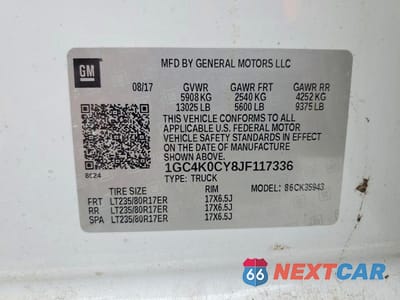 GM
MFD BY GENERAL MOTORS LLC
08/17 GVWR GAWR FRT GAWR RR
5908 KG 2540 KG 4252 KG
13025 LB 5600 LB 9375 LB
THIS VEHICLE CONFORMS TO ALL APPLICABLE
U.S. FEDERAL MOTOR VEHICLE SAFETY STANDARDS
IN EFFECT ON THE DATE OF MANUFACTURE
SHOWN ABOVE.
1GC4K0CY8JF117336
TYPE: TRUCK
8C24
TIRE SIZE RIM MODEL: 86CK35943
FRT LT235/80R17ER 17X6.5J
RR LT235/80R17ER 17X6.5J
SPA LT235/80R17ER 17X6.5J
66 NEXTCAR